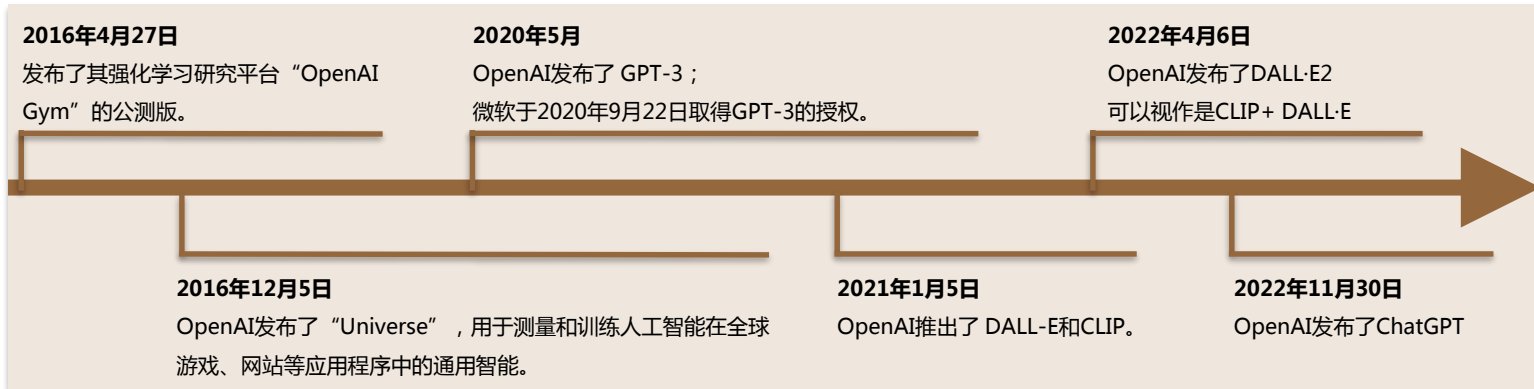 2016年4月27日
发布了其强化学习研究平台“OpenAI
Gym”的公测版。
2020年5月
OpenAI发布了 GPT-3；
微软于2020年9月22日取得GPT-3的授权。
2022年4月6日
OpenAI发布了DALL·E2
可以视作是CLIP+ DALL·E
2016年12月5日
OpenAI发布了“Universe”，用于测量和训练人工智能在全球
游戏、网站等应用程序中的通用智能。
2021年1月5日
OpenAI推出了 DALL-E和CLIP。
2022年11月30日
OpenAI发布了ChatGPT